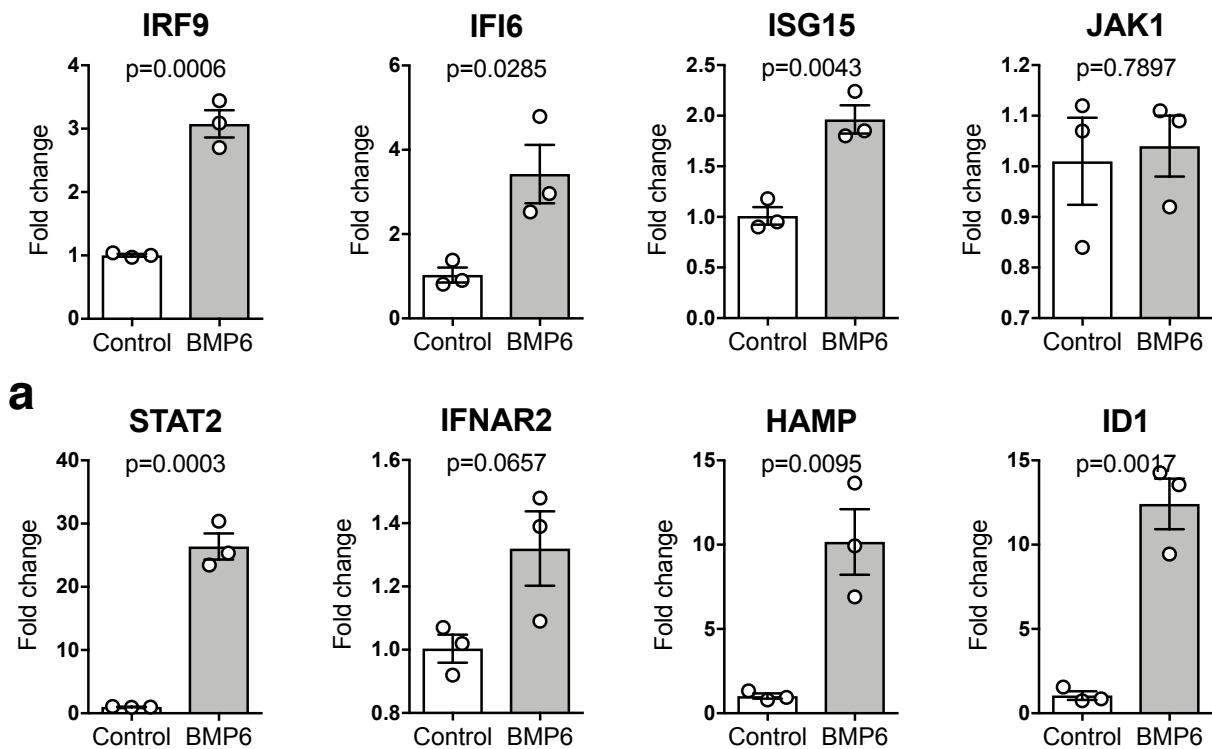 IRF9 IFI6 ISG15 JAK1
p=0.0006 p=0.0285 p=0.0043 p=0.7897
Fold change Fold change Fold change Fold change
4 6 2.5 1.2
3 4 2.0 1.1
2 2 1.5 1.0
1 0 1.0 0.9
0 0.5 0.8
0.0 0.7
Control BMP6 Control BMP6 Control BMP6 Control BMP6
a
STAT2 IFNAR2 HAMP ID1
p=0.0003 p=0.0657 p=0.0095 p=0.0017
Fold change Fold change Fold change Fold change
40 1.6 15 15
30 1.4 10 10
20 1.2 5 5
10 1.0 0 0
0 0.8
Control BMP6 Control BMP6 Control BMP6 Control BMP6